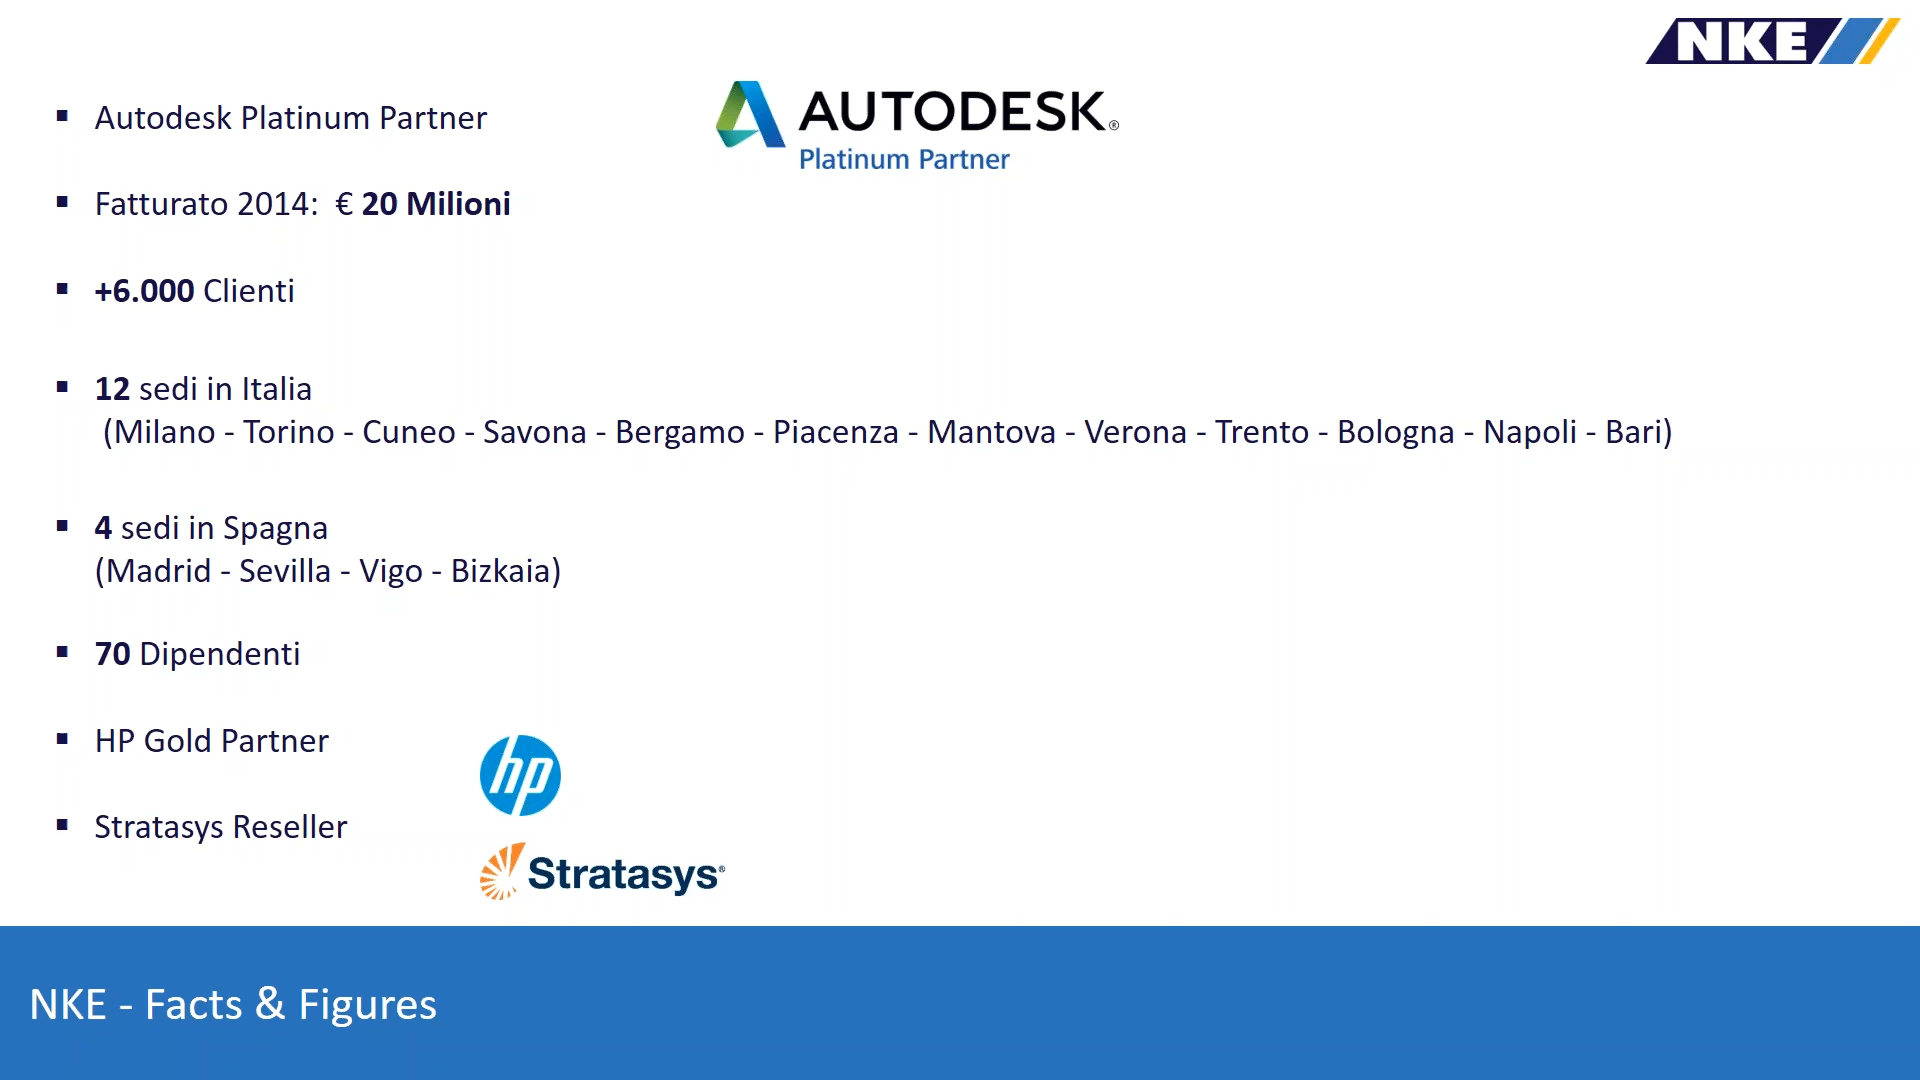 NKE
▪ Autodesk Platinum Partner
AUTODESK®
Platinum Partner
▪ Fatturato 2014: € 20 Milioni
▪ +6.000 Clienti
▪ 12 sedi in Italia
(Milano - Torino - Cuneo - Savona - Bergamo - Piacenza - Mantova - Verona - Trento - Bologna - Napoli - Bari)
▪ 4 sedi in Spagna
(Madrid - Sevilla - Vigo - Bizkaia)
▪ 70 Dipendenti
▪ HP Gold Partner
hp
▪ Stratasys Reseller
Stratasys®
NKE - Facts & Figures